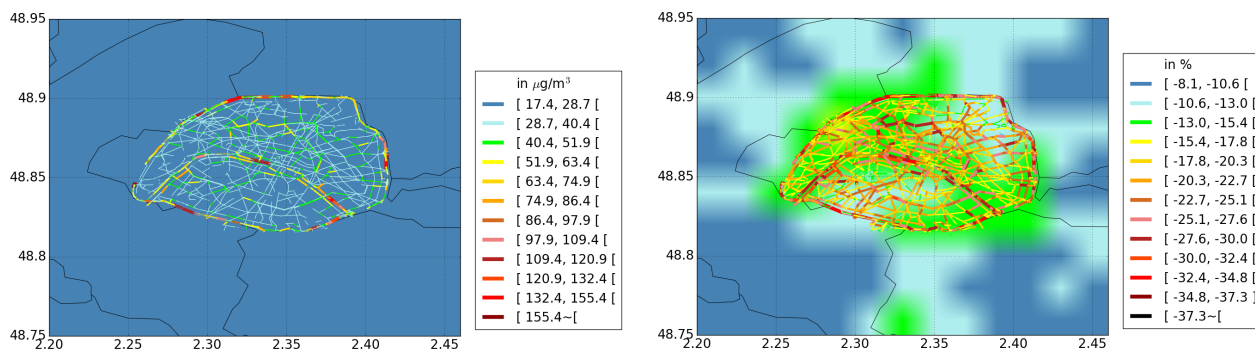 48.95
48.90
48.85
48.8
48.75
2.20 2.25 2.30 2.35 2.40 2.45
in μg/m³
[ 17.4, 28.7 [
[ 28.7, 40.4 [
[ 40.4, 51.9 [
[ 51.9, 63.4 [
[ 63.4, 74.9 [
[ 74.9, 86.4 [
[ 86.4, 97.9 [
[ 97.9, 109.4 [
[ 109.4, 120.9 [
[ 120.9, 132.4 [
[ 132.4, 155.4 [
[ 155.4~[
48.95
48.90
48.85
48.8
48.75
2.20 2.25 2.30 2.35 2.40 2.45
in %
[ -8.1, -10.6 [
[ -10.6, -13.0 [
[ -13.0, -15.4 [
[ -15.4, -17.8 [
[ -17.8, -20.3 [
[ -20.3, -22.7 [
[ -22.7, -25.1 [
[ -25.1, -27.6 [
[ -27.6, -30.0 [
[ -30.0, -32.4 [
[ -32.4, -34.8 [
[ -34.8, -37.3 [
[ -37.3~[